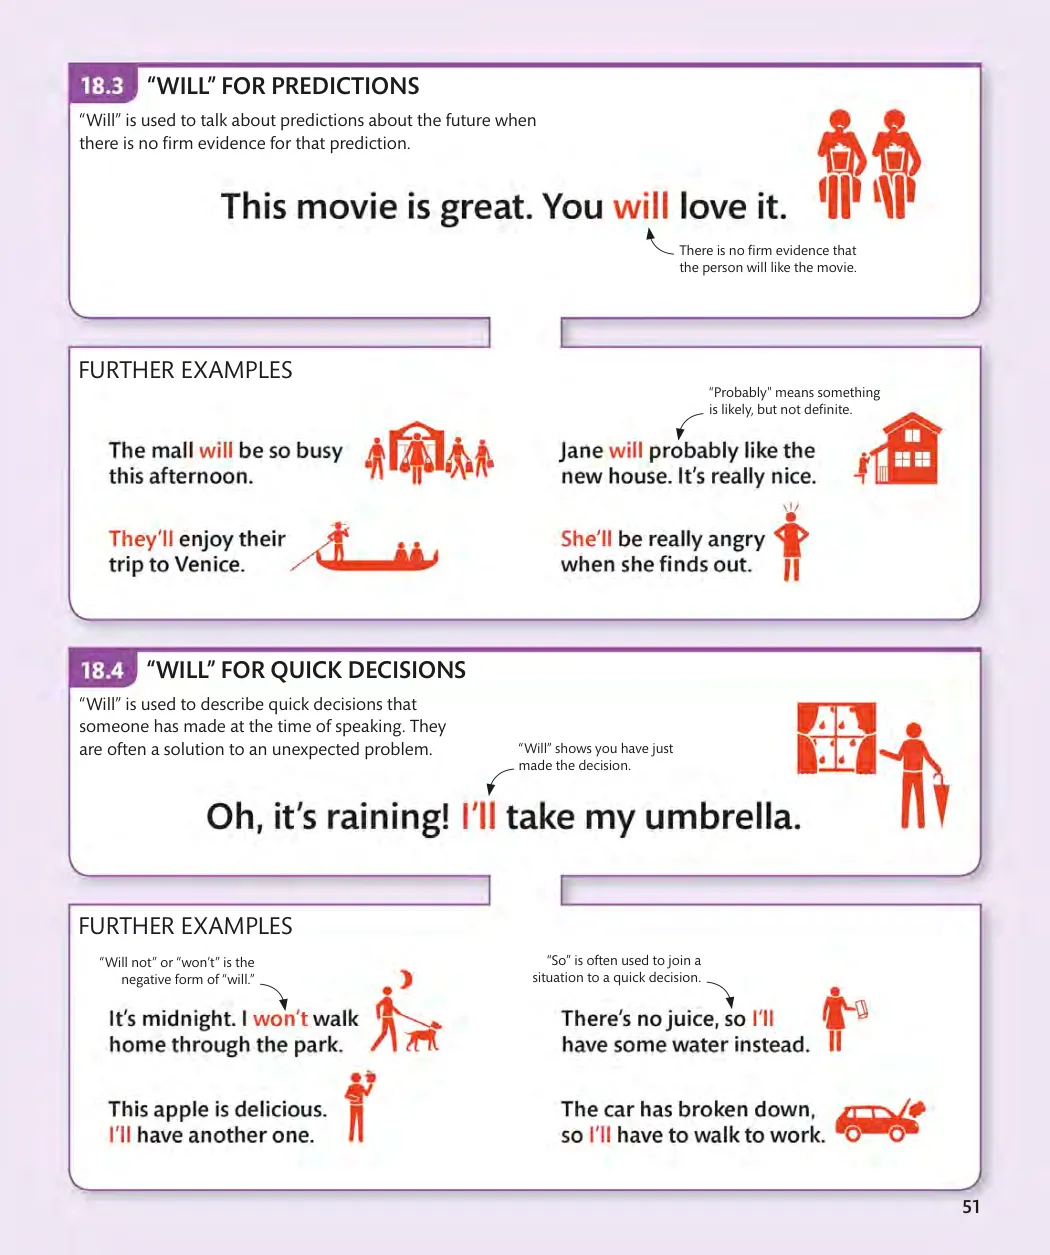 18.3 “WILL” FOR PREDICTIONS
“Will” is used to talk about predictions about the future when
there is no firm evidence for that prediction.
This movie is great. You will love it.
There is no firm evidence that
the person will like the movie.
FURTHER EXAMPLES
The mall will be so busy
this afternoon.
“Probably" means something
is likely, but not definite.
Jane will probably like the
new house. It’s really nice.
They’ll enjoy their
trip to Venice.
She’ll be really angry
when she finds out.
18.4 “WILL” FOR QUICK DECISIONS
“Will” is used to describe quick decisions that
someone has made at the time of speaking. They
are often a solution to an unexpected problem.
“Will” shows you have just
made the decision.
Oh, it’s raining! I’ll take my umbrella.
FURTHER EXAMPLES
“Will not” or “won’t” is the
negative form of “will.”
It’s midnight. I won’t walk
home through the park.
“So” is often used to join a
situation to a quick decision.
There’s no juice, so I’ll
have some water instead.
This apple is delicious.
I’ll have another one.
The car has broken down,
so I’ll have to walk to work.
51